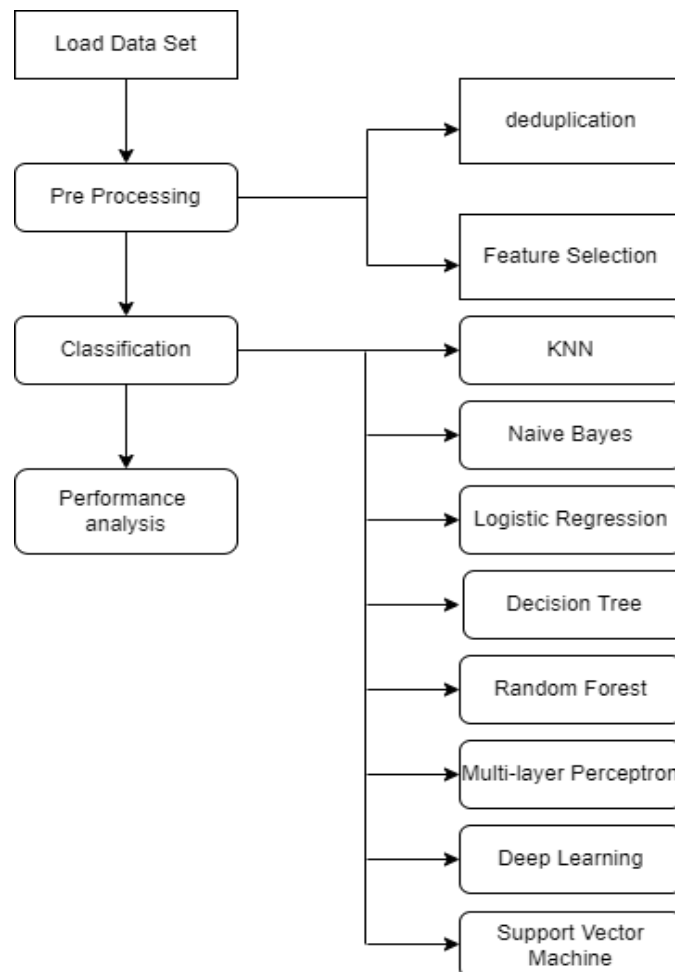 Load Data Set
deduplication
Pre Processing
Feature Selection
Classification
KNN
Naive Bayes
Performance
analysis
Logistic Regression
Decision Tree
Random Forest
Multi-layer Perceptron
Deep Learning
Support Vector
Machine